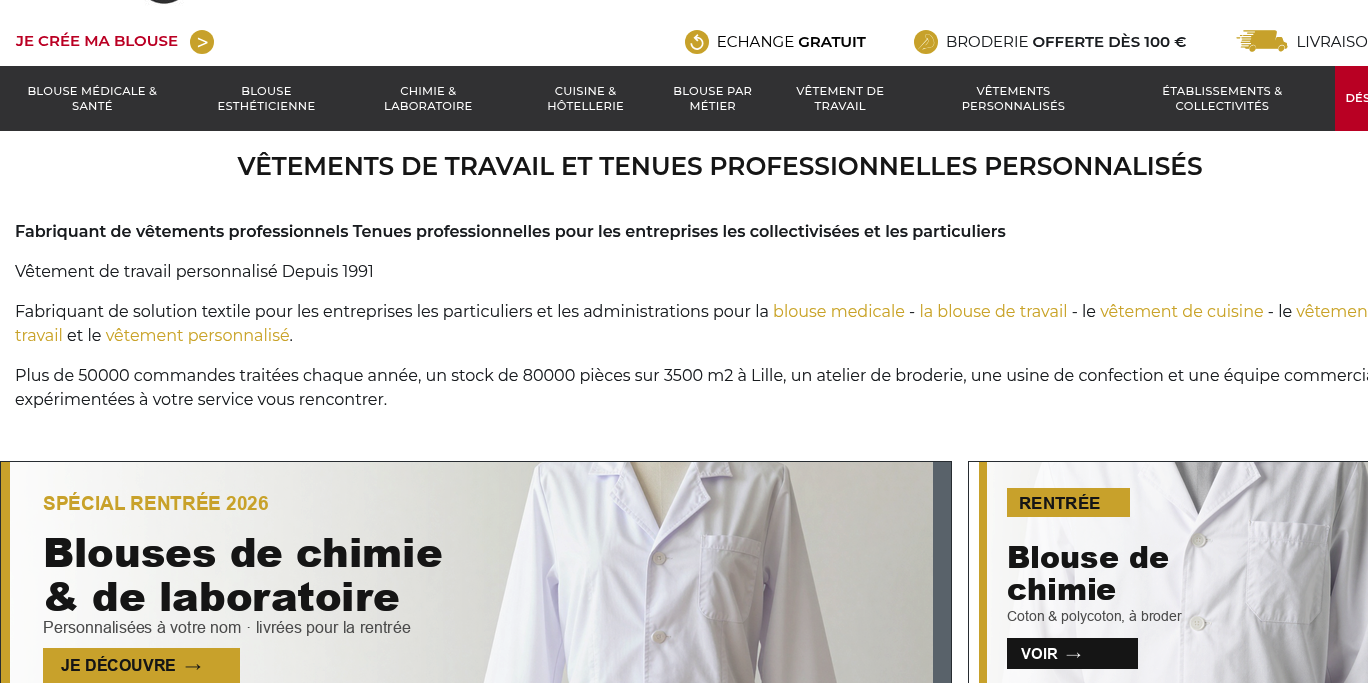 JE CRÉE MA BLOUSE >
ECHANGE GRATUIT
BRODERIE OFFERTE DÈS 100 €
BLOUSE MÉDICALE &
SANTÉ
BLOUSE
ESTHÉTICIENNE
CHIMIE &
LABORATOIRE
CUISINE &
HÔTELLERIE
BLOUSE PAR
MÉTIER
VÊTEMENT DE
TRAVAIL
VÊTEMENTS
PERSONNALISÉS
ÉTABLISSEMENTS &
COLLECTIVITÉS
VÊTEMENTS DE TRAVAIL ET TENUES PROFESSIONNELLES PERSONNALISÉS
Fabriquant de vêtements professionnels Tenues professionnelles pour les entreprises les collectivisées et les particuliers
Vêtement de travail personnalisé Depuis 1991
Fabriquant de solution textile pour les entreprises les particuliers et les administrations pour la blouse medicale - la blouse de travail - le vêtement de cuisine - le
travail et le vêtement personnalisé.
Plus de 50000 commandes traitées chaque année, un stock de 80000 pièces sur 3500 m2 à Lille, un atelier de broderie, une usine de confection et une équipe
expérimentées à votre service vous rencontrer.
SPÉCIAL RENTRÉE 2026
Blouses de chimie
& de laboratoire
Personnalisées à votre nom · livrées pour la rentrée
JE DÉCOUVRE →
RENTRÉE
Blouse de
chimie
Coton & polycoton, à broder
VOIR →